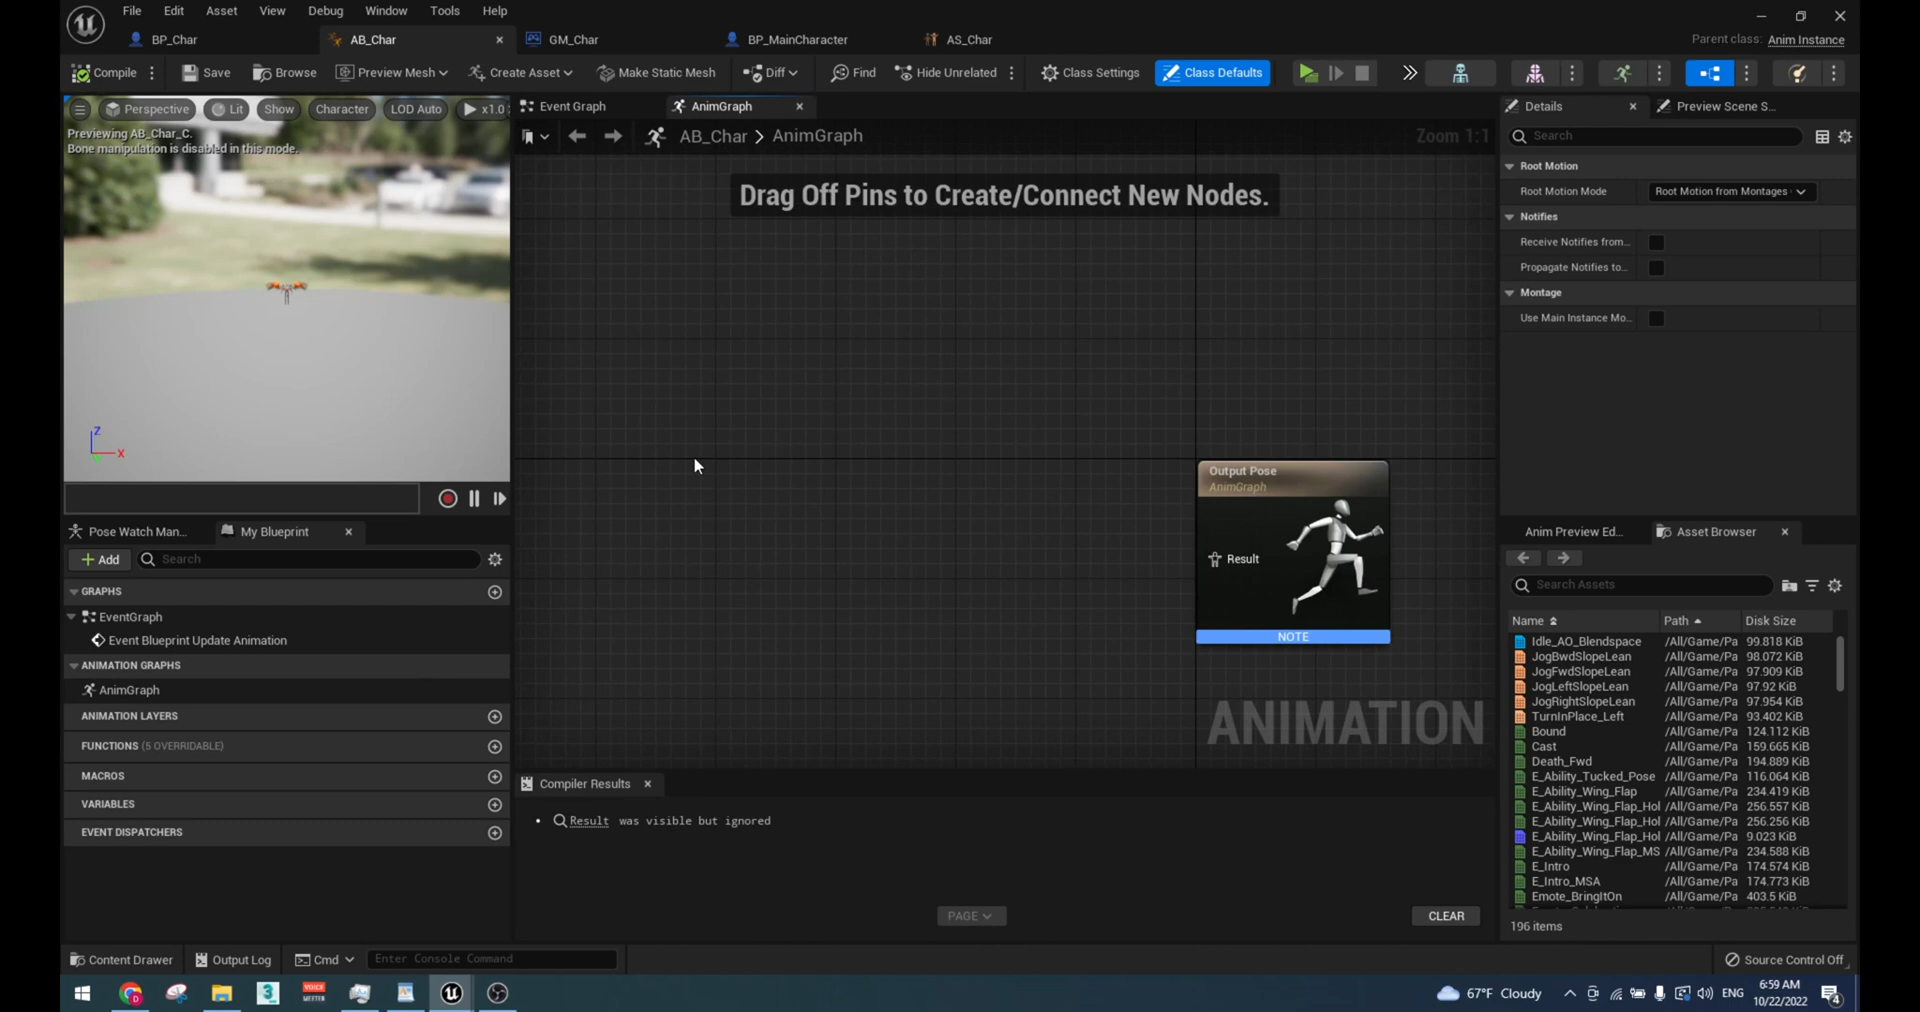 File Edit Asset View Debug Window Tools Help
BP_Char AB_Char GM_Char BP_MainCharacter AS_Char
Parent class: Anim Instance
Compile Save Browse Preview Mesh Create Asset Make Static Mesh Diff Find Hide Unrelated Class Settings Class Defaults
Perspective Lit Show Character LOD Auto x1.0
Previewing AB_Char_C.
Bone manipulation is disabled in this mode.
Z
X
Event Graph AnimGraph
AB_Char > AnimGraph
Zoom 1:1
Drag Off Pins to Create/Connect New Nodes.
Output Pose
AnimGraph
Result
NOTE
ANIMATION
Details Preview Scene S...
Search
Root Motion
Root Motion Mode Root Motion from Montages
Notifies
Receive Notifies from...
Propagate Notifies to...
Montage
Use Main Instance Mo...
Pose Watch Man... My Blueprint
Add Search
GRAPHS
EventGraph
Event Blueprint Update Animation
ANIMATION GRAPHS
AnimGraph
ANIMATION LAYERS
FUNCTIONS (5 OVERRIDABLE)
MACROS
VARIABLES
EVENT DISPATCHERS
Compiler Results
• Result was visible but ignored
PAGE
CLEAR
Anim Preview Ed... Asset Browser
Search Assets
Name Path Disk Size
Idle_AO_Blendspace /All/Game/Pa 99.818 KiB
JogBwdSlopeLean /All/Game/Pa 98.072 KiB
JogFwdSlopeLean /All/Game/Pa 97.909 KiB
JogLeftSlopeLean /All/Game/Pa 97.92 KiB
JogRightSlopeLean /All/Game/Pa 97.954 KiB
TurnInPlace_Left /All/Game/Pa 93.402 KiB
Bound /All/Game/Pa 124.112 KiB
Cast /All/Game/Pa 159.665 KiB
Death_Fwd /All/Game/Pa 194.889 KiB
E_Ability_Tucked_Pose /All/Game/Pa 116.064 KiB
E_Ability_Wing_Flap /All/Game/Pa 234.419 KiB
E_Ability_Wing_Flap_Hol /All/Game/Pa 256.557 KiB
E_Ability_Wing_Flap_Hol /All/Game/Pa 256.256 KiB
E_Ability_Wing_Flap_Hol /All/Game/Pa 9.023 KiB
E_Ability_Wing_Flap_MS /All/Game/Pa 234.588 KiB
E_Intro /All/Game/Pa 174.574 KiB
E_Intro_MSA /All/Game/Pa 174.773 KiB
Emote_BringItOn /All/Game/Pa 403.5 KiB
196 items
Content Drawer Output Log Cmd Enter Console Command
Source Control Off
VOICE MEETER
67°F Cloudy ENG 6:59 AM
10/22/2022
4